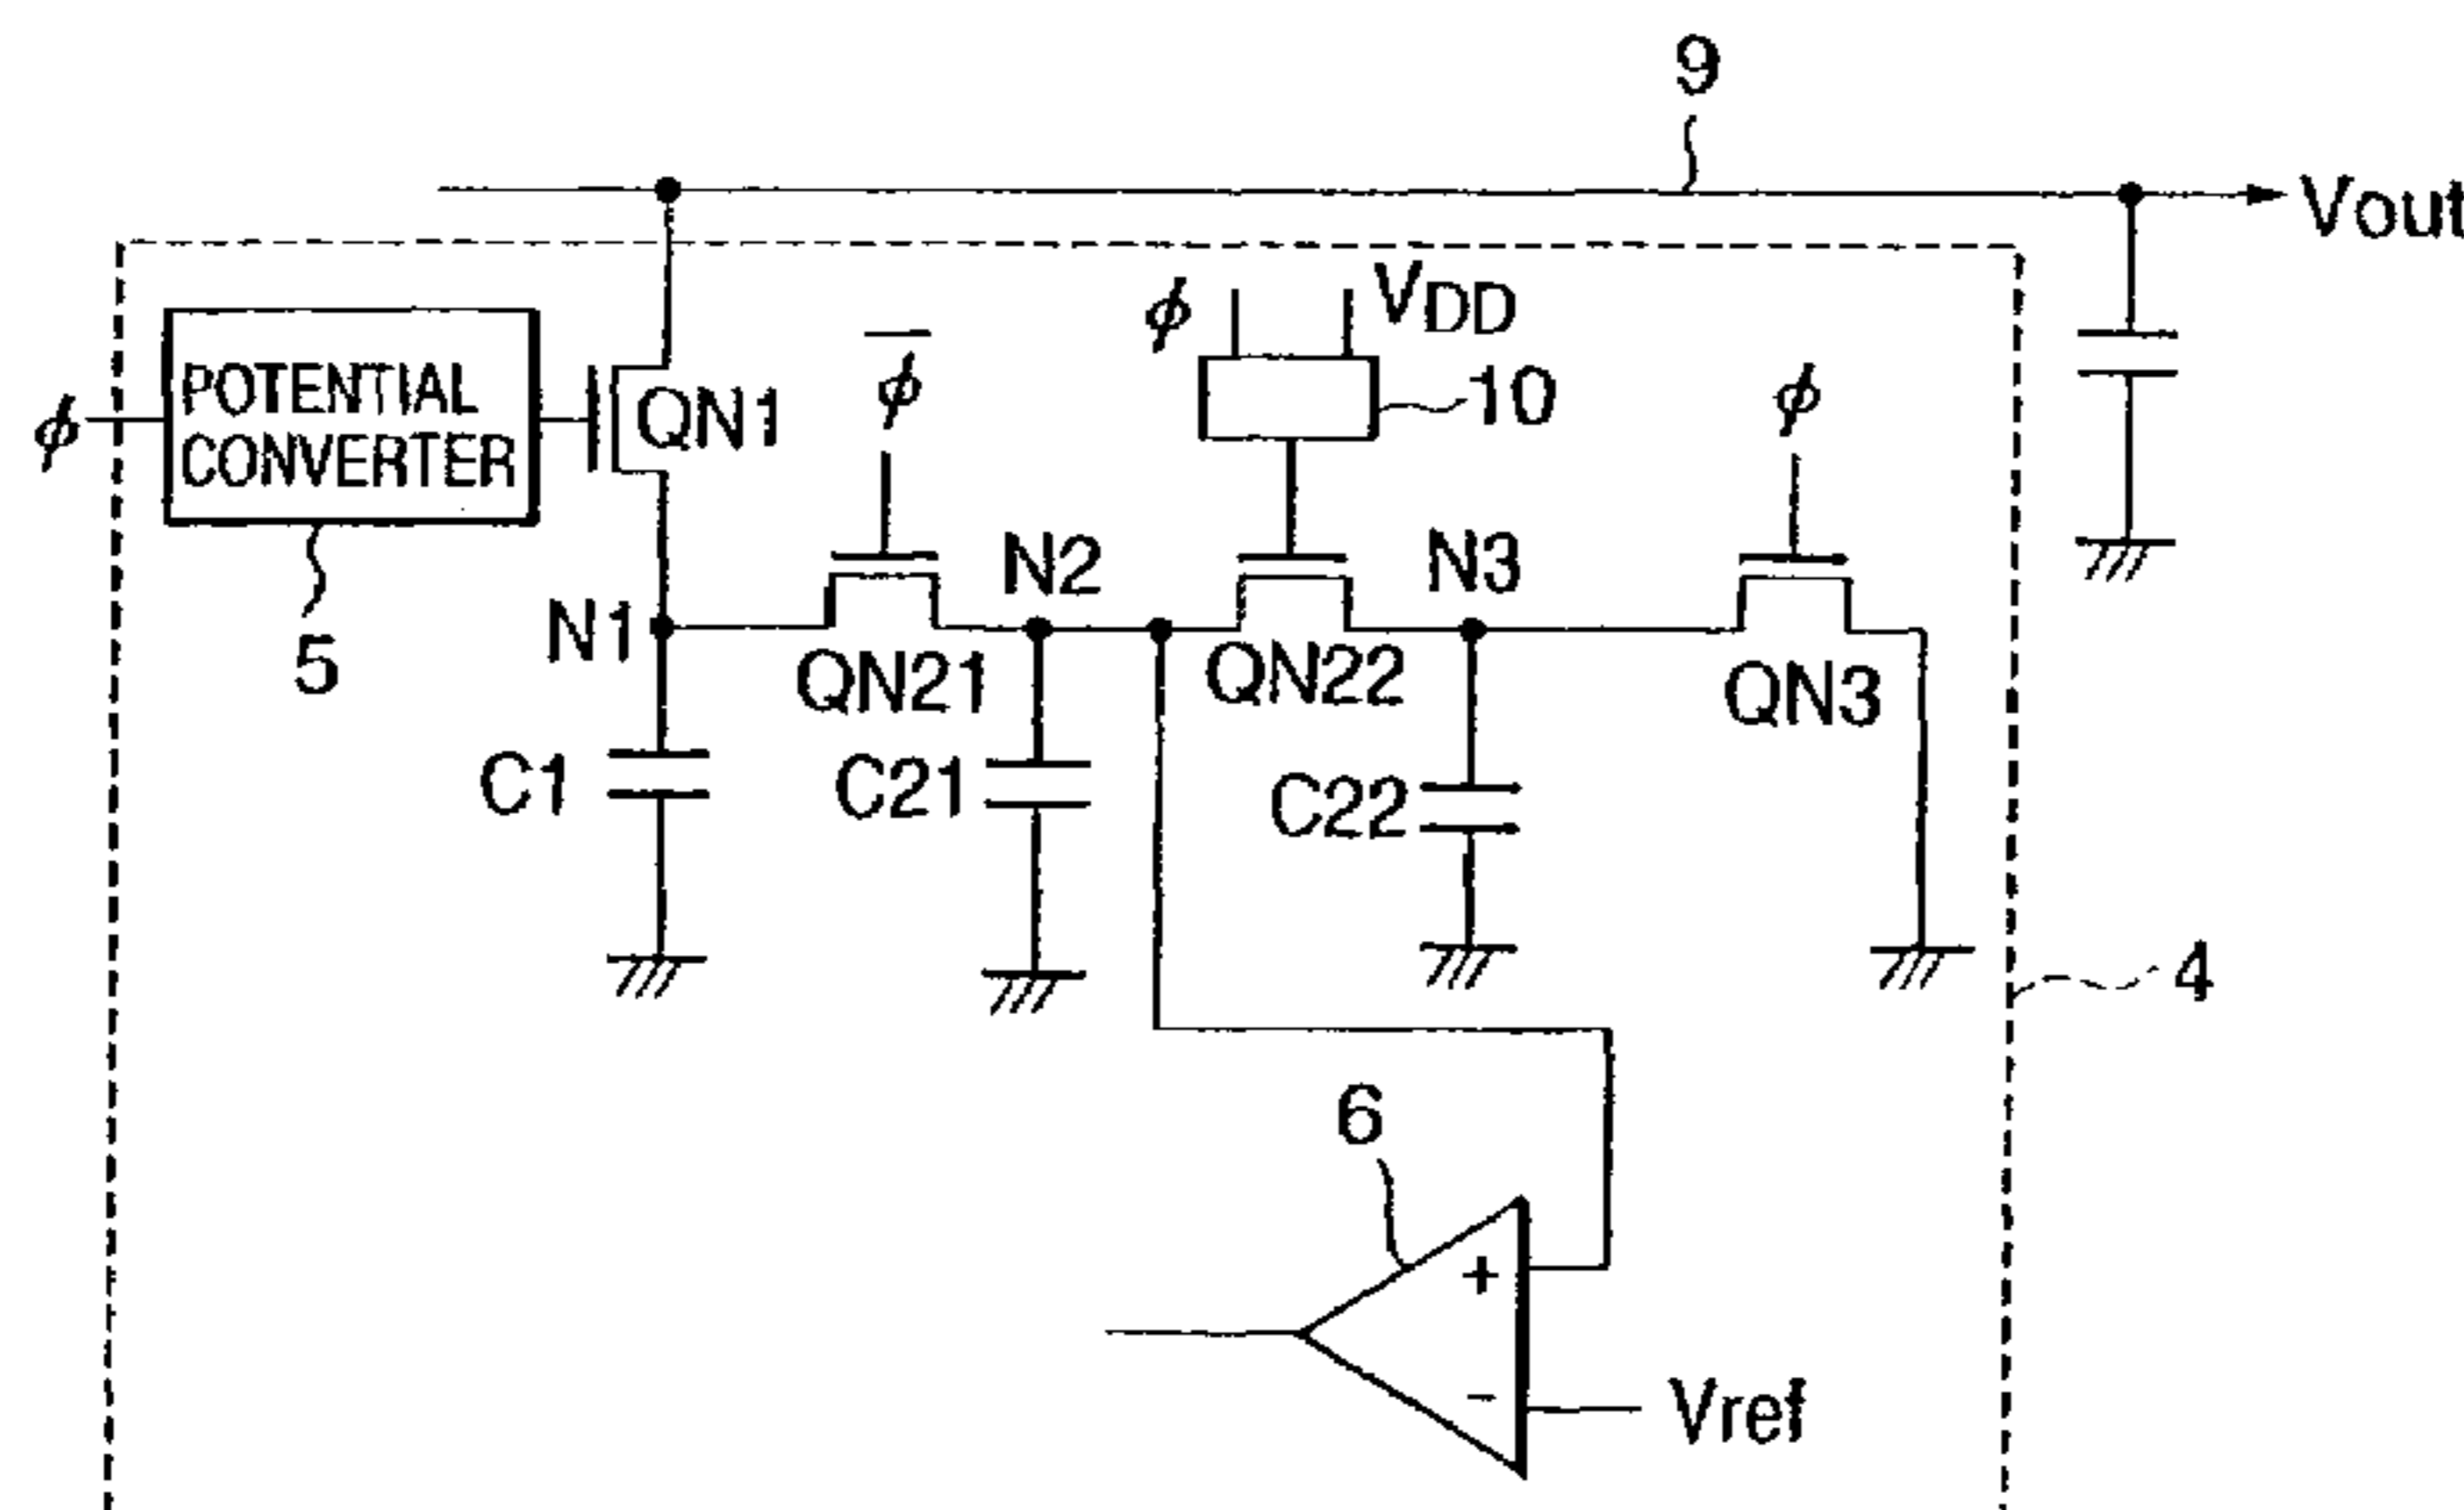 9
Vout
ϕ
POTENTIAL
CONVERTER
5
QN1
ϕ̅
ϕ
VDD
10
ϕ
N1
QN21
N2
QN22
N3
QN3
C1
C21
C22
4
6
+
−
Vref